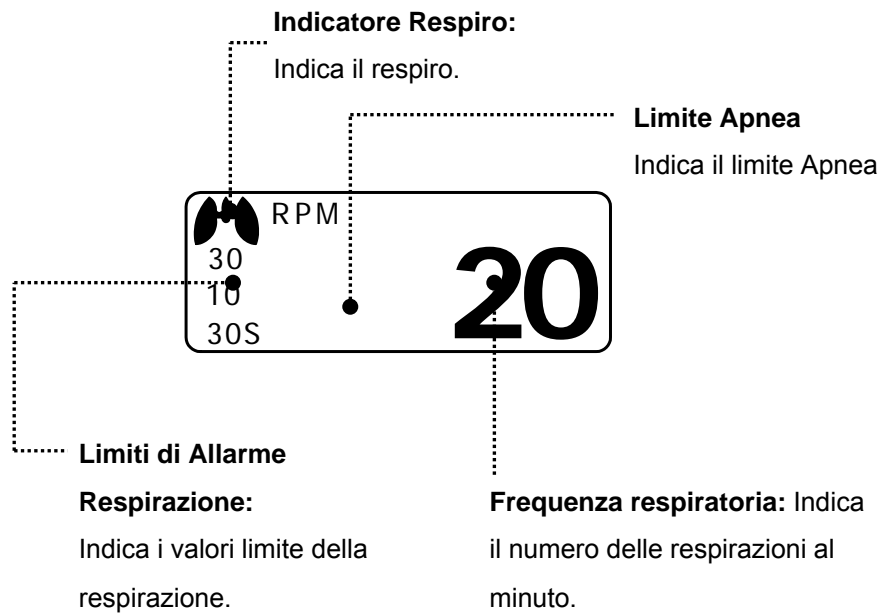 Indicatore Respiro:
Indica il respiro.
Limite Apnea
Indica il limite Apnea
RPM
30
10
30S
20
Limiti di Allarme
Respirazione:
Indica i valori limite della
respirazione.
Frequenza respiratoria: Indica
il numero delle respirazioni al
minuto.